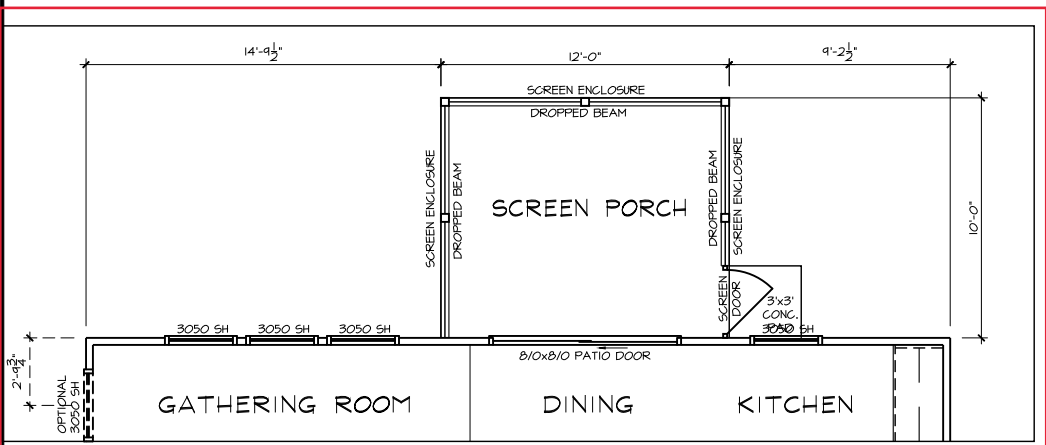 14'-9½" 12'-0" 9'-2½"
SCREEN ENCLOSURE
DROPPED BEAM
SCREEN ENCLOSURE
DROPPED BEAM
SCREEN PORCH
DROPPED BEAM
SCREEN ENCLOSURE
10'-0"
SCREEN
DOOR
3'x3'
CONC.
PAD
3050 SH 3050 SH 3050 SH 3050 SH
8/0x8/0 PATIO DOOR
2'-9¾"
OPTIONAL
3050 SH
GATHERING ROOM DINING KITCHEN